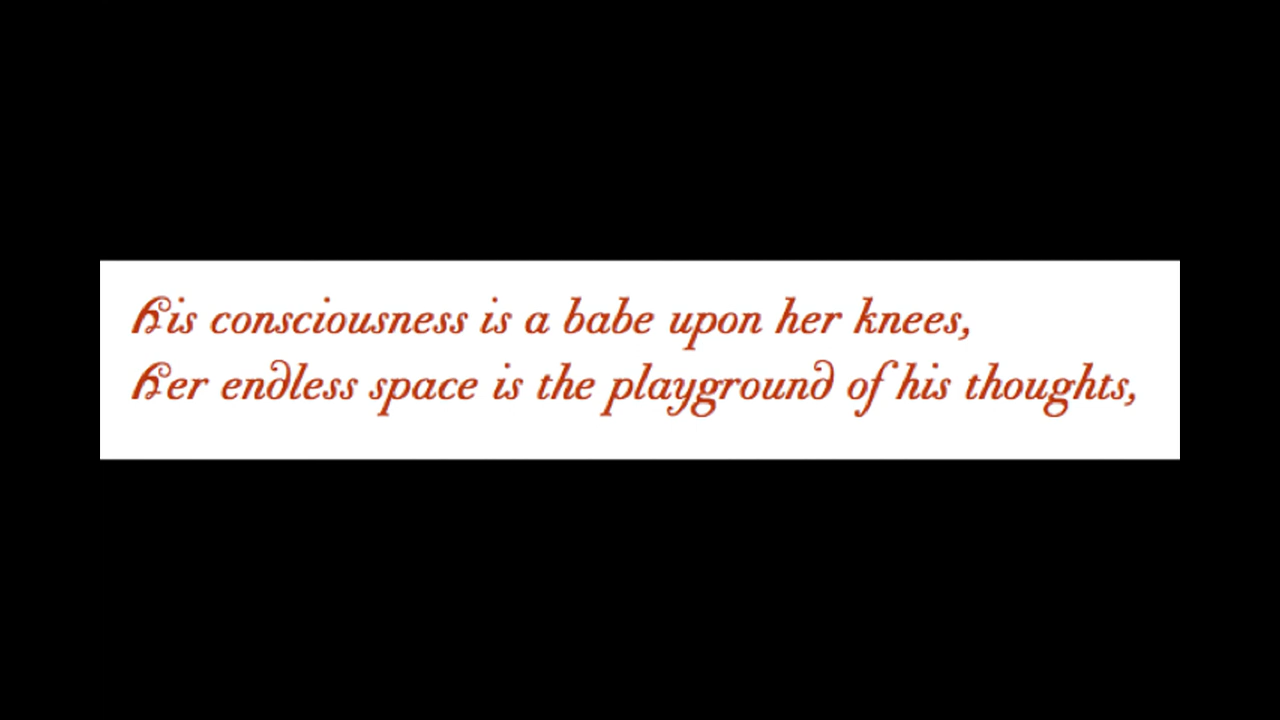 His consciousness is a babe upon her knees,
Her endless space is the playground of his thoughts,